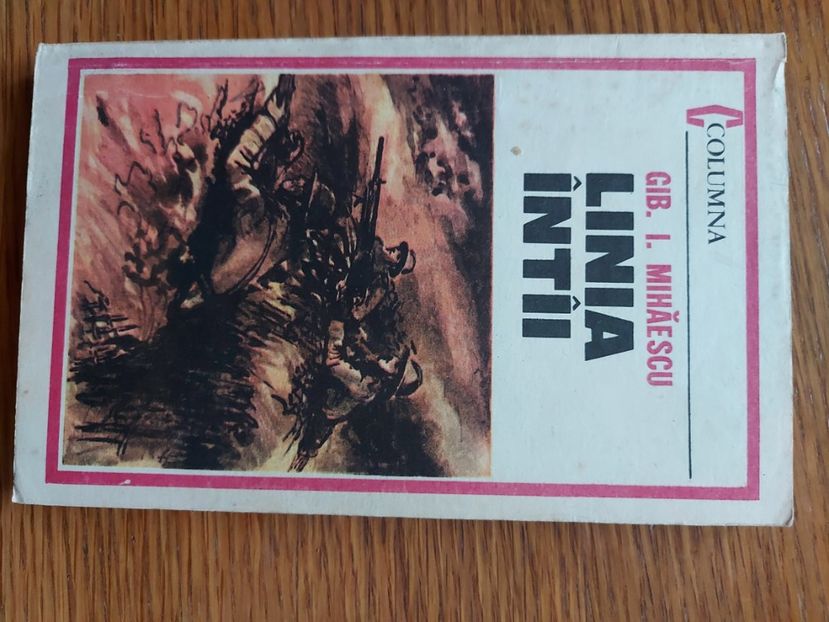 COLUMNA
GIB. I. MIHĂESCU
LINIA
ÎNTÎI